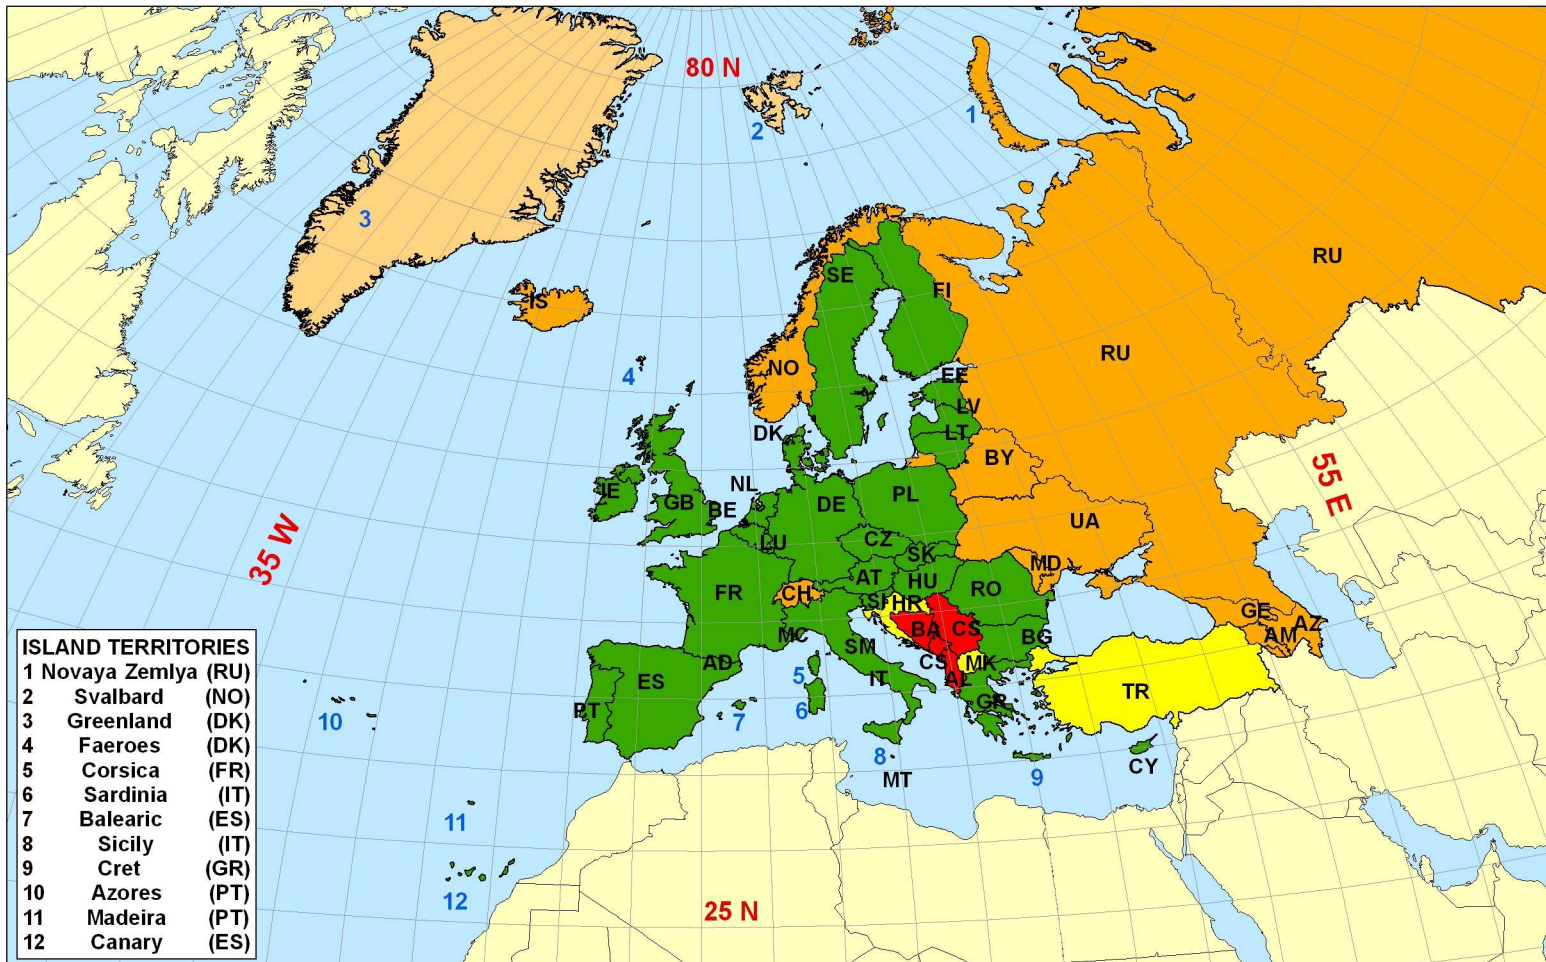 80 N
2
1
3
RU
SE
IS
FI
RU
NO
4
EE
LV
DK
LT
BY
55 E
NL
IE
GB
BE
DE
PL
UA
35 W
LU
CZ
SK
MD
AT
HU
RO
FR
CH
SI
HR
GE
AZ
BA
CS
AM
MC
BG
SM
AD
CS
MK
5
IT
AL
ES
TR
GR
PT
6
10
7
8
CY
MT
9
11
12
25 N
ISLAND TERRITORIES
1 Novaya Zemlya (RU)
2 Svalbard (NO)
3 Greenland (DK)
4 Faeroes (DK)
5 Corsica (FR)
6 Sardinia (IT)
7 Balearic (ES)
8 Sicily (IT)
9 Cret (GR)
10 Azores (PT)
11 Madeira (PT)
12 Canary (ES)